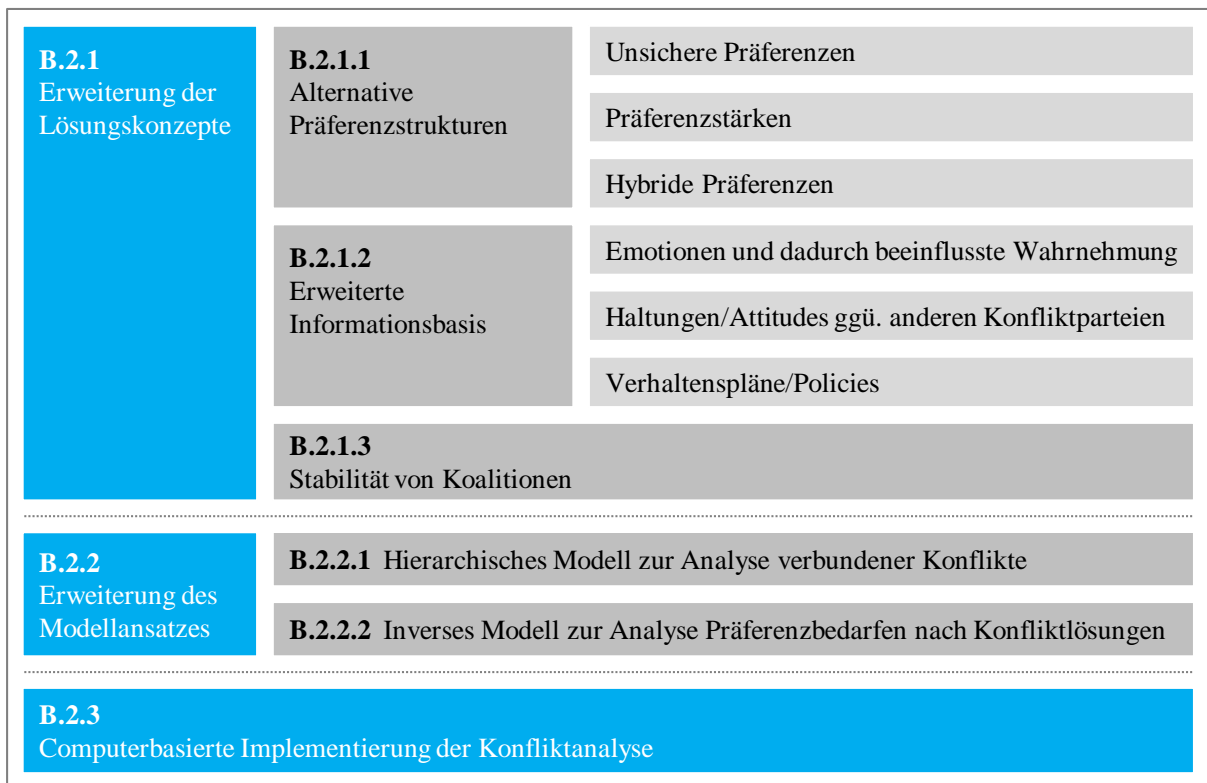 B.2.1
Erweiterung der
Lösungskonzepte
B.2.1.1
Alternative
Präferenzstrukturen
Unsichere Präferenzen
Präferenzstärken
Hybride Präferenzen
B.2.1.2
Erweiterte
Informationsbasis
Emotionen und dadurch beeinflusste Wahrnehmung
Haltungen/Attitudes ggü. anderen Konfliktparteien
Verhaltenspläne/Policies
B.2.1.3
Stabilität von Koalitionen
B.2.2
Erweiterung des
Modellansatzes
B.2.2.1 Hierarchisches Modell zur Analyse verbundener Konflikte
B.2.2.2 Inverses Modell zur Analyse Präferenzbedarfen nach Konfliktlösungen
B.2.3
Computerbasierte Implementierung der Konfliktanalyse